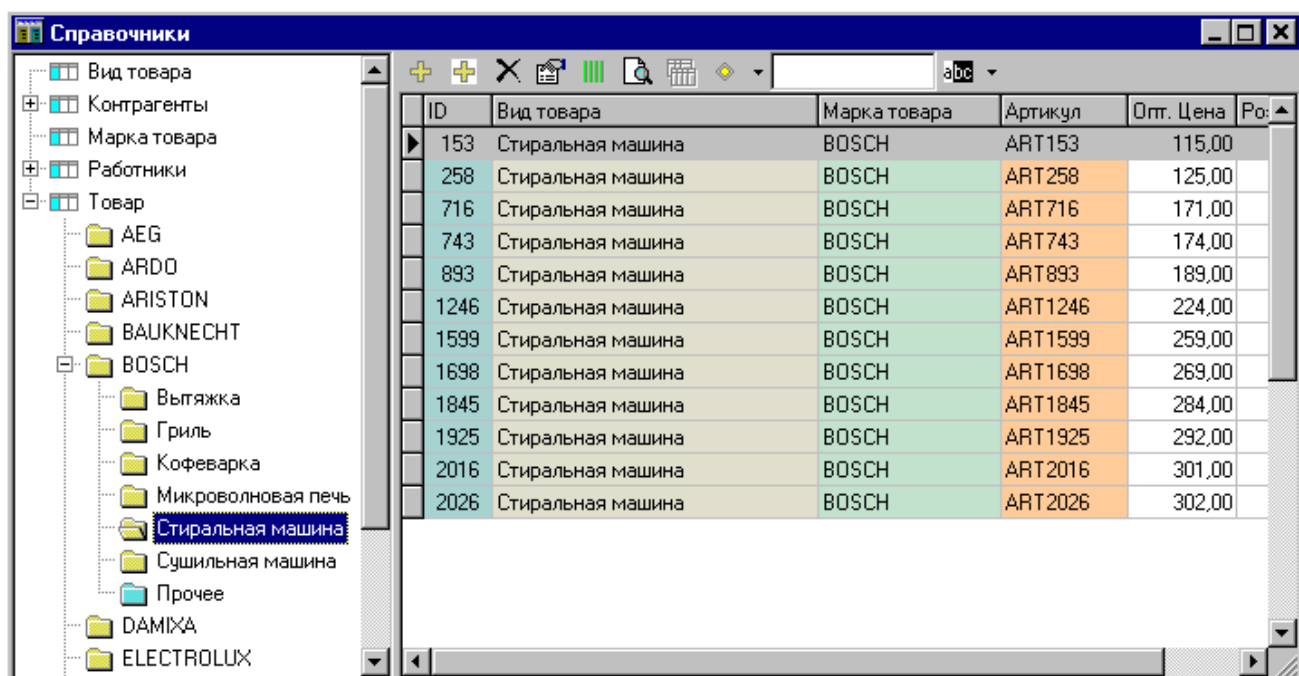 Справочники
Вид товара
Контрагенты
Марка товара
Работники
Товар
AEG
ARDO
ARISTON
BAUKNECHT
BOSCH
Вытяжка
Гриль
Кофеварка
Микроволновая печь
Стиральная машина
Сушильная машина
Прочее
DAMIXA
ELECTROLUX
abc
ID Вид товара Марка товара Артикул Опт. Цена Роз
153 Стиральная машина BOSCH ART153 115,00
258 Стиральная машина BOSCH ART258 125,00
716 Стиральная машина BOSCH ART716 171,00
743 Стиральная машина BOSCH ART743 174,00
893 Стиральная машина BOSCH ART893 189,00
1246 Стиральная машина BOSCH ART1246 224,00
1599 Стиральная машина BOSCH ART1599 259,00
1698 Стиральная машина BOSCH ART1698 269,00
1845 Стиральная машина BOSCH ART1845 284,00
1925 Стиральная машина BOSCH ART1925 292,00
2016 Стиральная машина BOSCH ART2016 301,00
2026 Стиральная машина BOSCH ART2026 302,00